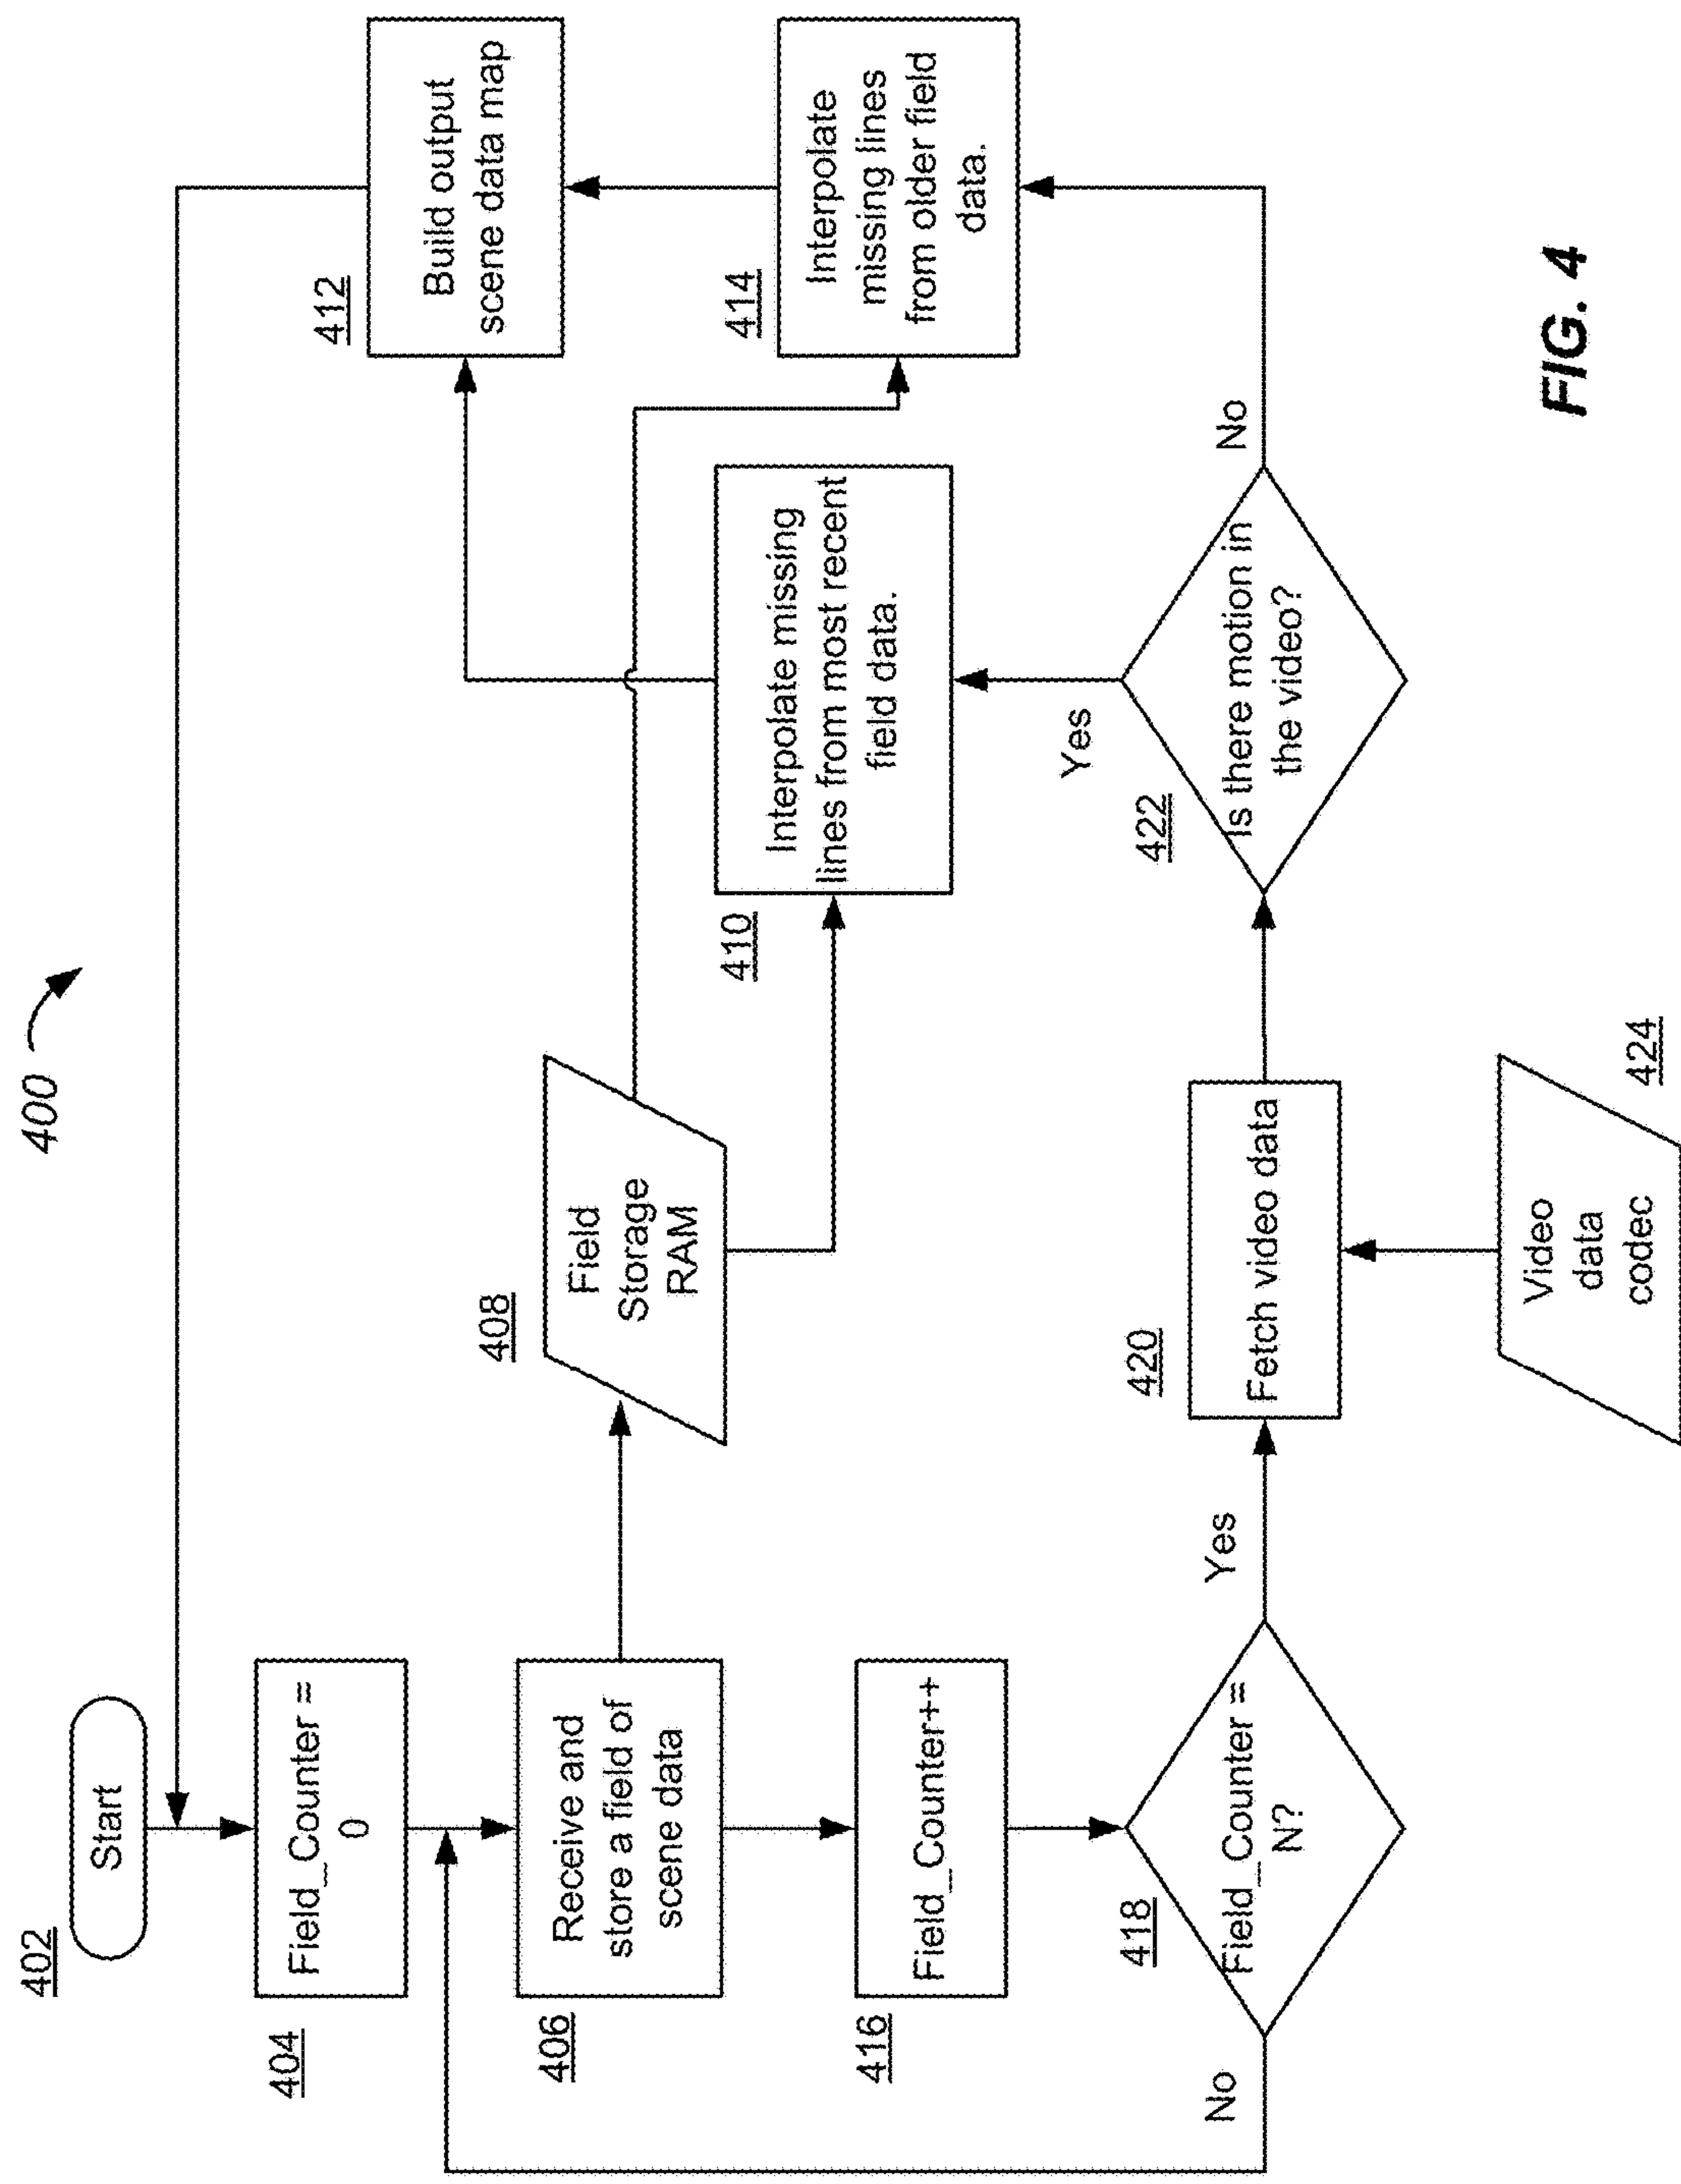 400
402
Start
404
Field_Counter =
0
406
Receive and
store a field of
scene data
416
Field_Counter++
418
Field_Counter =
N?
No
Yes
408
Field
Storage
RAM
420
Fetch video data
424
Video
data
codec
410
Interpolate missing
lines from most recent
field data.
422
Is there motion in
the video?
Yes
No
412
Build output
scene data map
414
Interpolate
missing lines
from older field
data.
FIG. 4